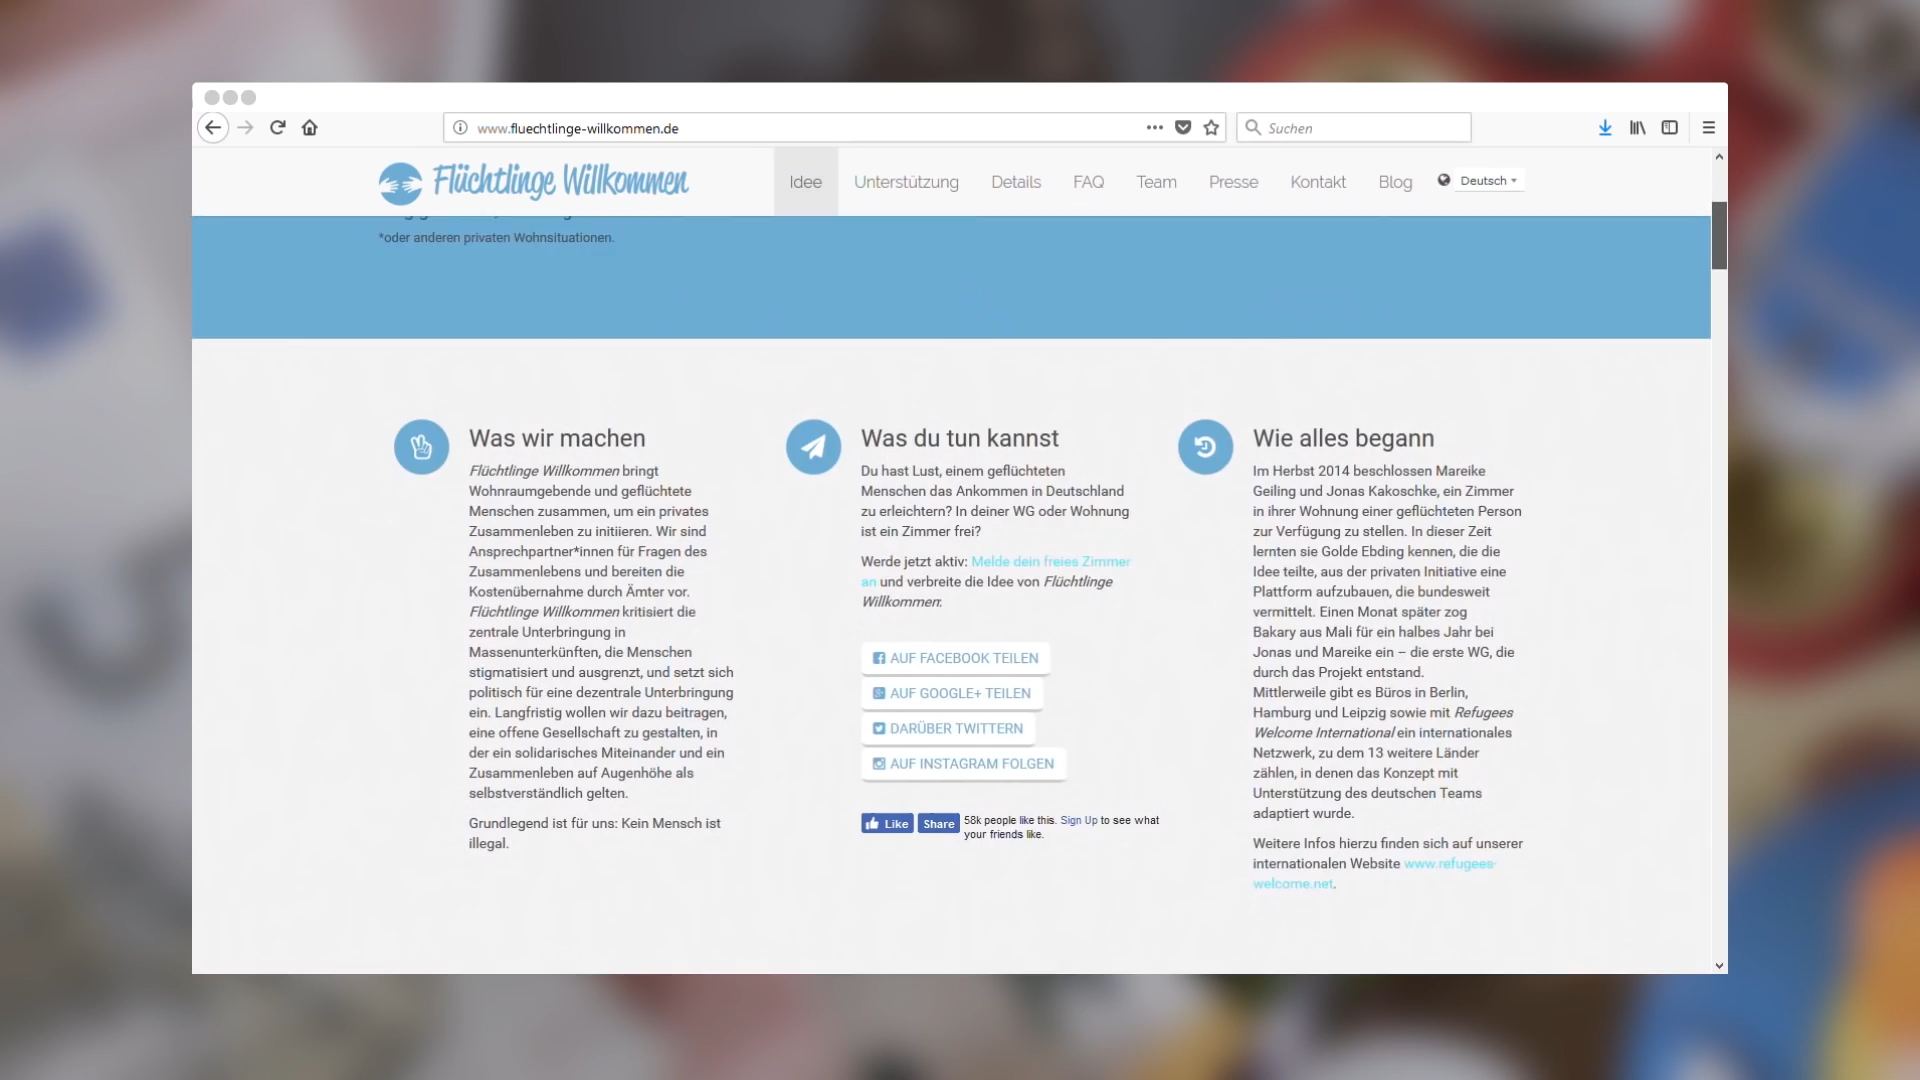 www.fluechtlinge-willkommen.de
Suchen
Flüchtlinge Willkommen
Idee
Unterstützung
Details
FAQ
Team
Presse
Kontakt
Blog
Deutsch
*oder anderen privaten Wohnsituationen.
Was wir machen
Flüchtlinge Willkommen bringt
Wohnraumgebende und geflüchtete
Menschen zusammen, um ein privates
Zusammenleben zu initiieren. Wir sind
Ansprechpartner*innen für Fragen des
Zusammenlebens und bereiten die
Kostenübernahme durch Ämter vor.
Flüchtlinge Willkommen kritisiert die
zentrale Unterbringung in
Massenunterkünften, die Menschen
stigmatisiert und ausgrenzt, und setzt sich
politisch für eine dezentrale Unterbringung
ein. Langfristig wollen wir dazu beitragen,
eine offene Gesellschaft zu gestalten, in
der ein solidarisches Miteinander und ein
Zusammenleben auf Augenhöhe als
selbstverständlich gelten.
Grundlegend ist für uns: Kein Mensch ist
illegal.
Was du tun kannst
Du hast Lust, einem geflüchteten
Menschen das Ankommen in Deutschland
zu erleichtern? In deiner WG oder Wohnung
ist ein Zimmer frei?
Werde jetzt aktiv: Melde dein freies Zimmer
an und verbreite die Idee von Flüchtlinge
Willkommen:
AUF FACEBOOK TEILEN
AUF GOOGLE+ TEILEN
DARÜBER TWITTERN
AUF INSTAGRAM FOLGEN
Like
Share
58k people like this. Sign Up to see what
your friends like.
Wie alles begann
Im Herbst 2014 beschlossen Mareike
Geiling und Jonas Kakoschke, ein Zimmer
in ihrer Wohnung einer geflüchteten Person
zur Verfügung zu stellen. In dieser Zeit
lernten sie Golde Ebding kennen, die die
Idee teilte, aus der privaten Initiative eine
Plattform aufzubauen, die bundesweit
vermittelt. Einen Monat später zog
Bakary aus Mali für ein halbes Jahr bei
Jonas und Mareike ein – die erste WG, die
durch das Projekt entstand.
Mittlerweile gibt es Büros in Berlin,
Hamburg und Leipzig sowie mit Refugees
Welcome International ein internationales
Netzwerk, zu dem 13 weitere Länder
zählen, in denen das Konzept mit
Unterstützung des deutschen Teams
adaptiert wurde.
Weitere Infos hierzu finden sich auf unserer
internationalen Website www.refugees-
welcome.net.